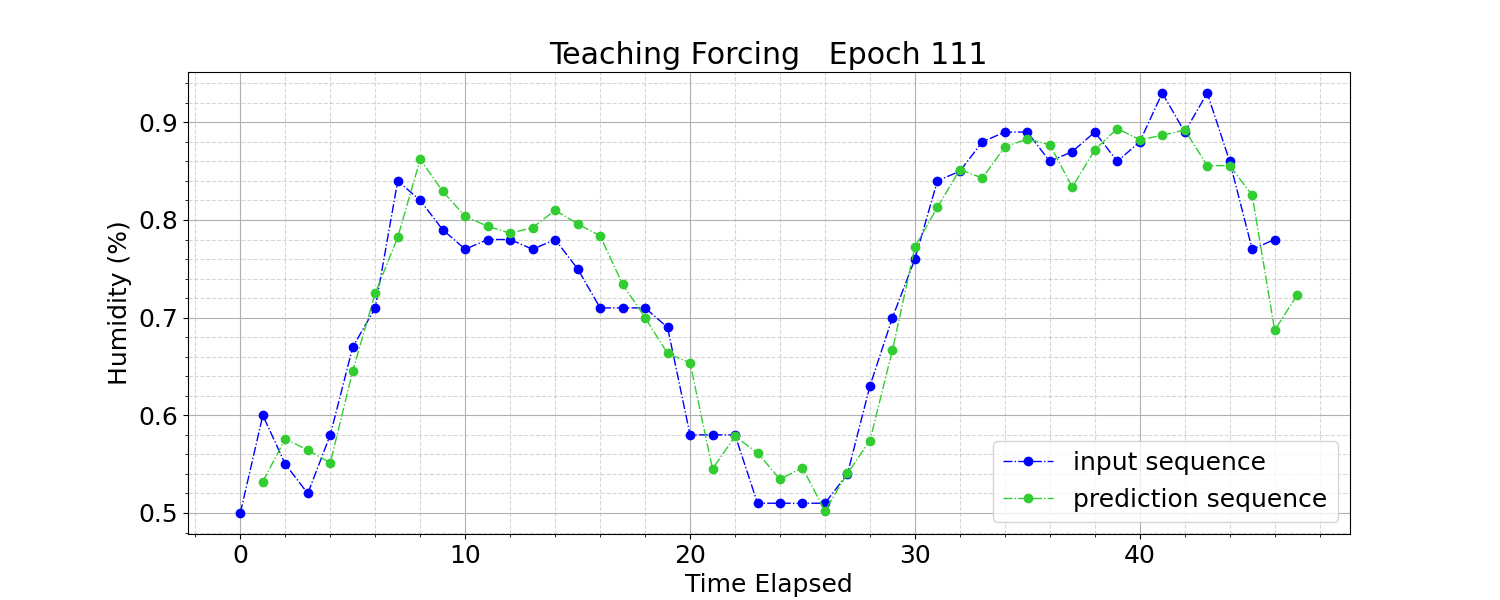 Teaching Forcing   Epoch 111
Humidity (%)
0.9
0.8
0.7
0.6
0.5
0
10
20
30
40
Time Elapsed
input sequence
prediction sequence